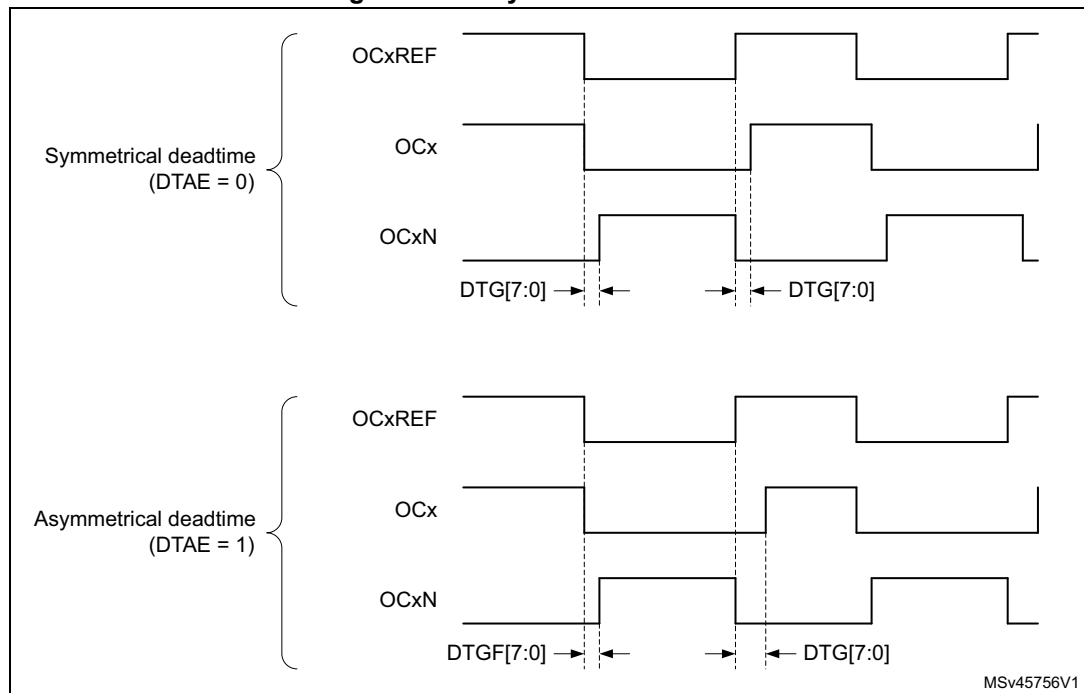 OCxREF
OCx
Symmetrical deadtime
(DTAE = 0)
OCxN
DTG[7:0]
DTG[7:0]
OCxREF
OCx
Asymmetrical deadtime
(DTAE = 1)
OCxN
DTGF[7:0]
DTG[7:0]
MSv45756V1